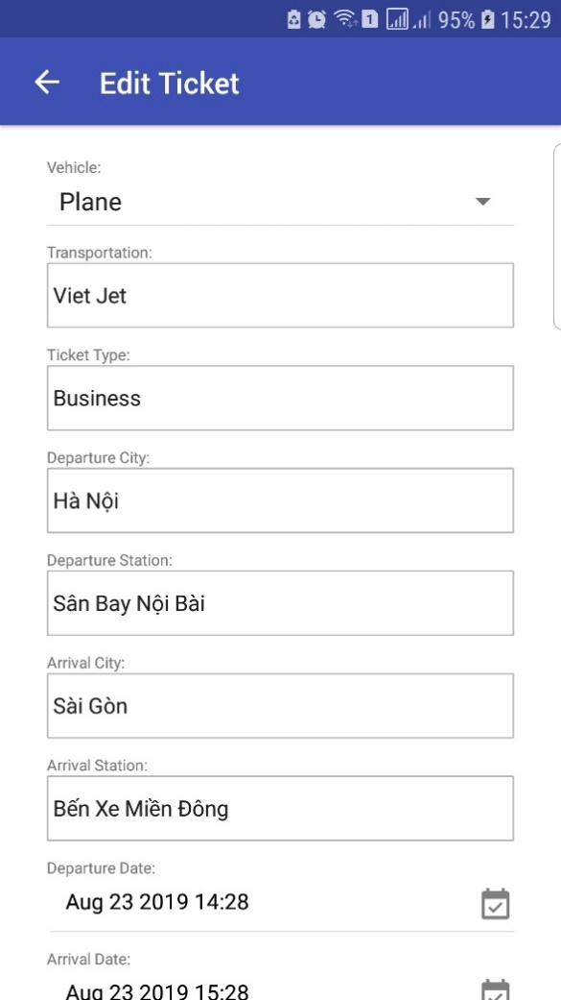 1 95% 15:29
Edit Ticket
Vehicle:
Plane
Transportation:
Viet Jet
Ticket Type:
Business
Departure City:
Hà Nội
Departure Station:
Sân Bay Nội Bài
Arrival City:
Sài Gòn
Arrival Station:
Bến Xe Miền Đông
Departure Date:
Aug 23 2019 14:28
Arrival Date:
Aug 23 2019 15:28